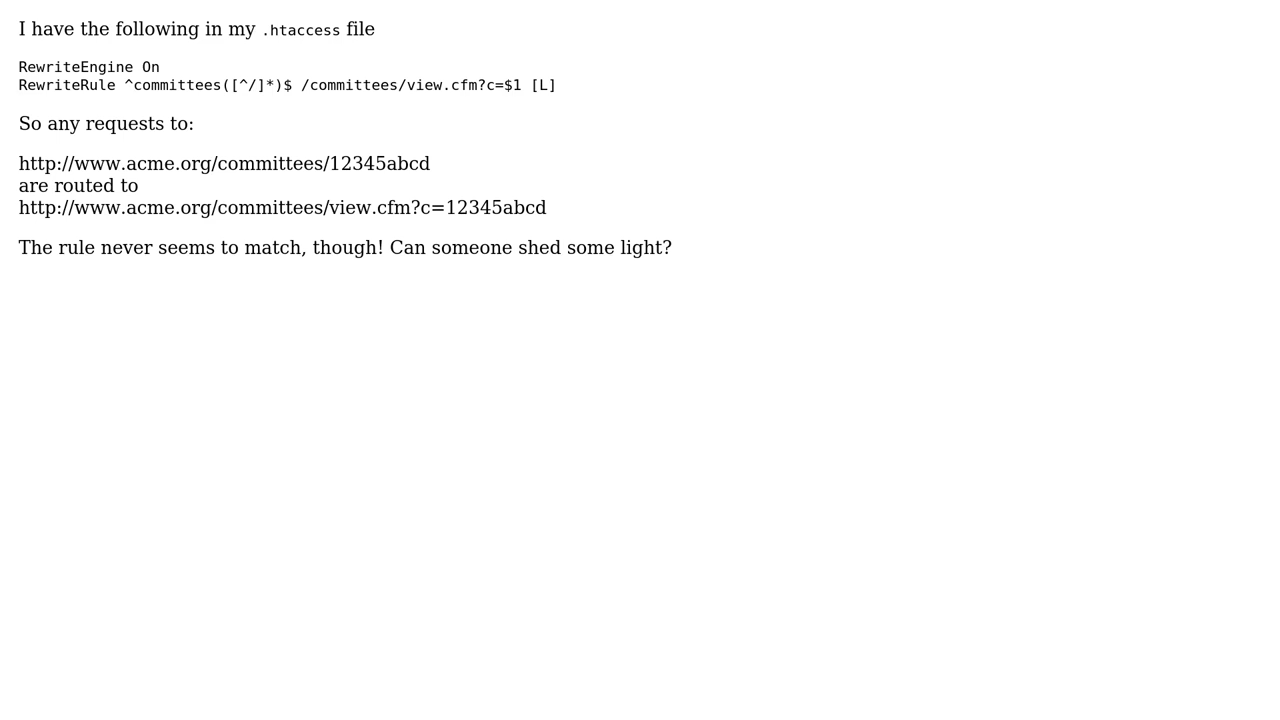 I have the following in my .htaccess file
RewriteEngine On
RewriteRule ^committees([^/]*)$ /committees/view.cfm?c=$1 [L]
So any requests to:
http://www.acme.org/committees/12345abcd
are routed to
http://www.acme.org/committees/view.cfm?c=12345abcd
The rule never seems to match, though! Can someone shed some light?